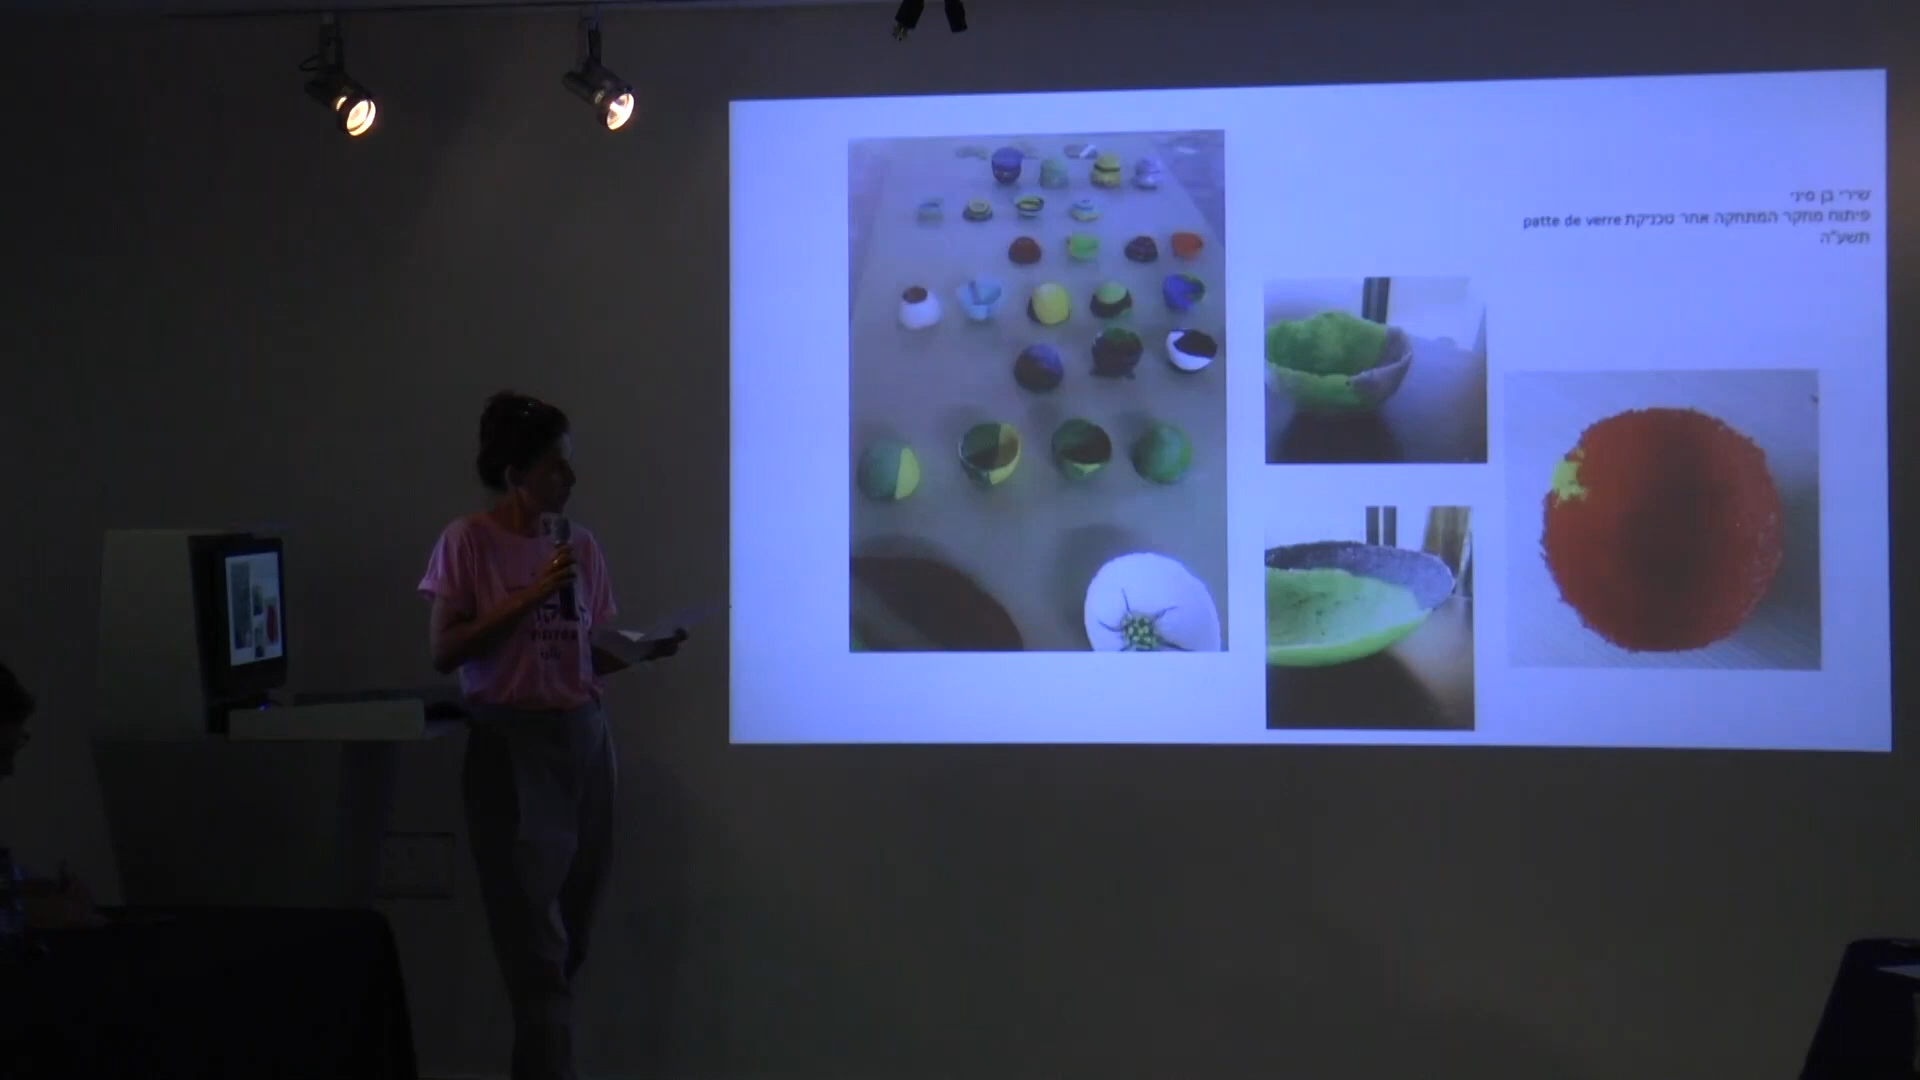 שירי בן סיני
פיתוח מחקר המתחקה אחר טכניקת patte de verre
תשע"ה